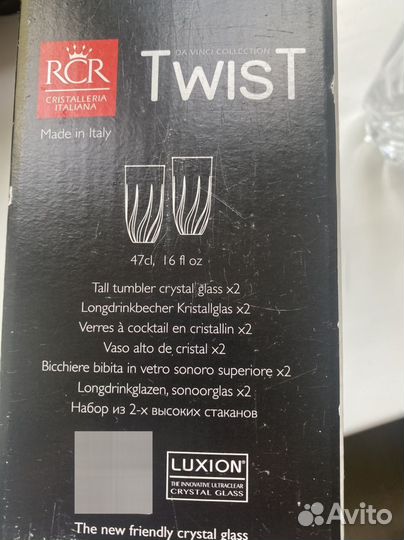 RCR
CRISTALLERIA
ITALIANA
DA VINCI COLLECTION
TWIST
Made in Italy
47cl, 16 fl oz
Tall tumbler crystal glass x2
Longdrinkbecher Kristallglas x2
Verres à cocktail en cristallin x2
Vaso alto de cristal x2
Bicchiere bibita in vetro sonoro superiore x2
Longdrinkglazen, sonoorglas x2
Набор из 2-х высоких стаканов
LUXION®
THE INNOVATIVE ULTRACLEAR
CRYSTAL GLASS
The new friendly crystal glass
Avito